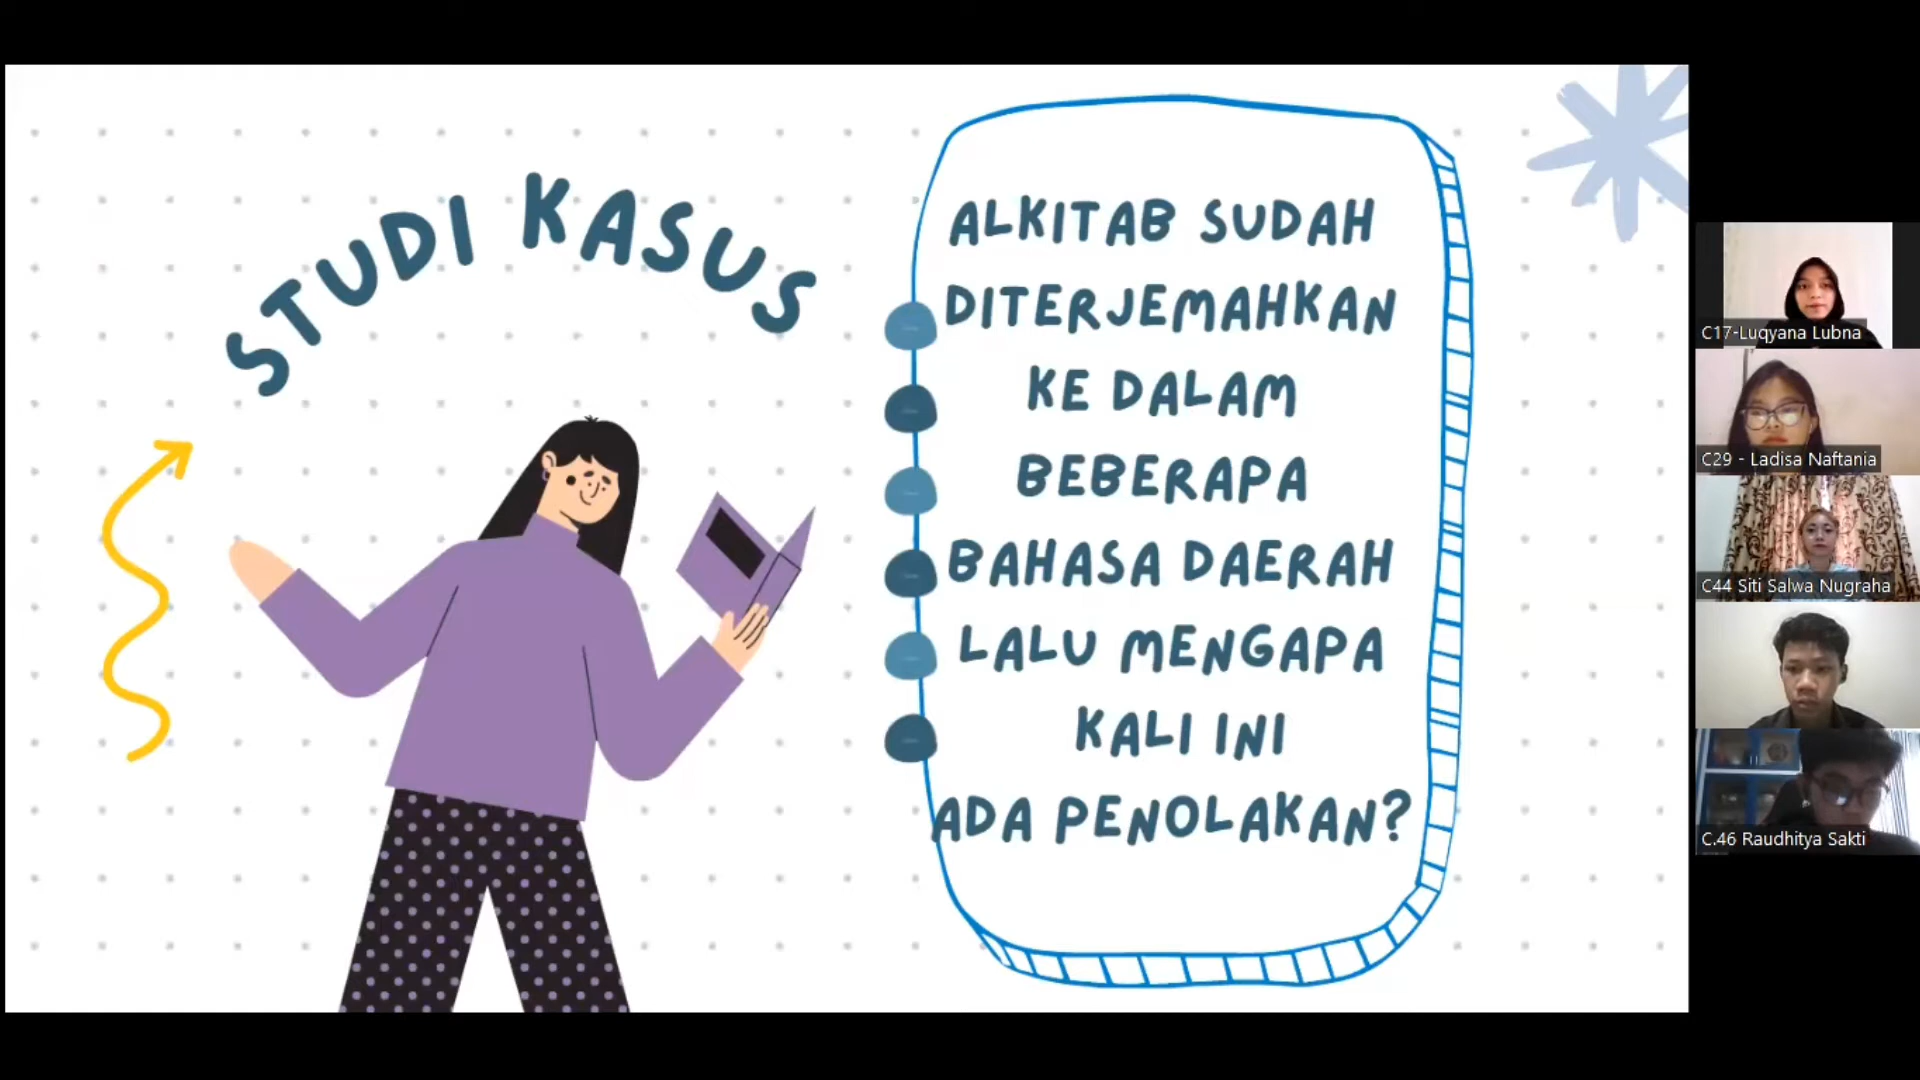 STUDI KASUS
ALKITAB SUDAH
DITERJEMAHKAN
KE DALAM
BEBERAPA
BAHASA DAERAH
LALU MENGAPA
KALI INI
ADA PENOLAKAN?
C17-Luqyana Lubna
C29 - Ladisa Naftania
C44 Siti Salwa Nugraha
C.46 Raudhitya Sakti